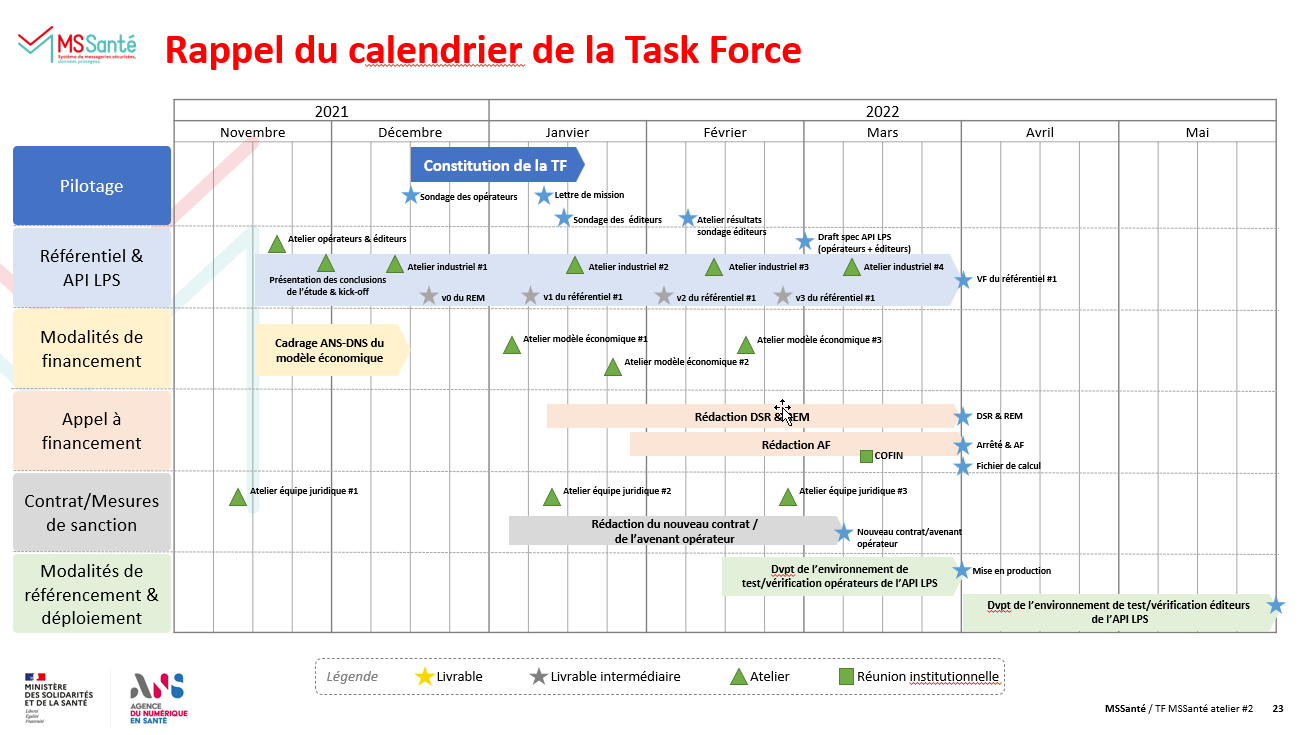 MSSanté
Système de messageries sécurisées,
données protégées.
Rappel du calendrier de la Task Force
2021
2022
Novembre
Décembre
Janvier
Février
Mars
Avril
Mai
Pilotage
Constitution de la TF
Sondage des opérateurs
Lettre de mission
Sondage des éditeurs
Atelier résultats
sondage éditeurs
Référentiel &
API LPS
Atelier opérateurs & éditeurs
Draft spec API LPS
(opérateurs + éditeurs)
Présentation des conclusions
de l'étude & kick-off
Atelier industriel #1
Atelier industriel #2
Atelier industriel #3
Atelier industriel #4
VF du référentiel #1
v0 du REM
v1 du référentiel #1
v2 du référentiel #1
v3 du référentiel #1
Modalités de
financement
Cadrage ANS-DNS du
modèle économique
Atelier modèle économique #1
Atelier modèle économique #2
Atelier modèle économique #3
Appel à
financement
Rédaction DSR & REM
DSR & REM
Rédaction AF
Arrêté & AF
COFIN
Fichier de calcul
Contrat/Mesures
de sanction
Atelier équipe juridique #1
Atelier équipe juridique #2
Atelier équipe juridique #3
Rédaction du nouveau contrat /
de l'avenant opérateur
Nouveau contrat/avenant
opérateur
Modalités de
référencement &
déploiement
Dvpt de l'environnement de
test/vérification opérateurs de l'API LPS
Mise en production
Dvpt de l'environnement de test/vérification éditeurs
de l'API LPS
Légende
Livrable
Livrable intermédiaire
Atelier
Réunion institutionnelle
MINISTÈRE
DES SOLIDARITÉS
ET DE LA SANTÉ
Liberté
Égalité
Fraternité
ANS
AGENCE
DU NUMÉRIQUE
EN SANTÉ
MSSanté / TF MSSanté atelier #2
23